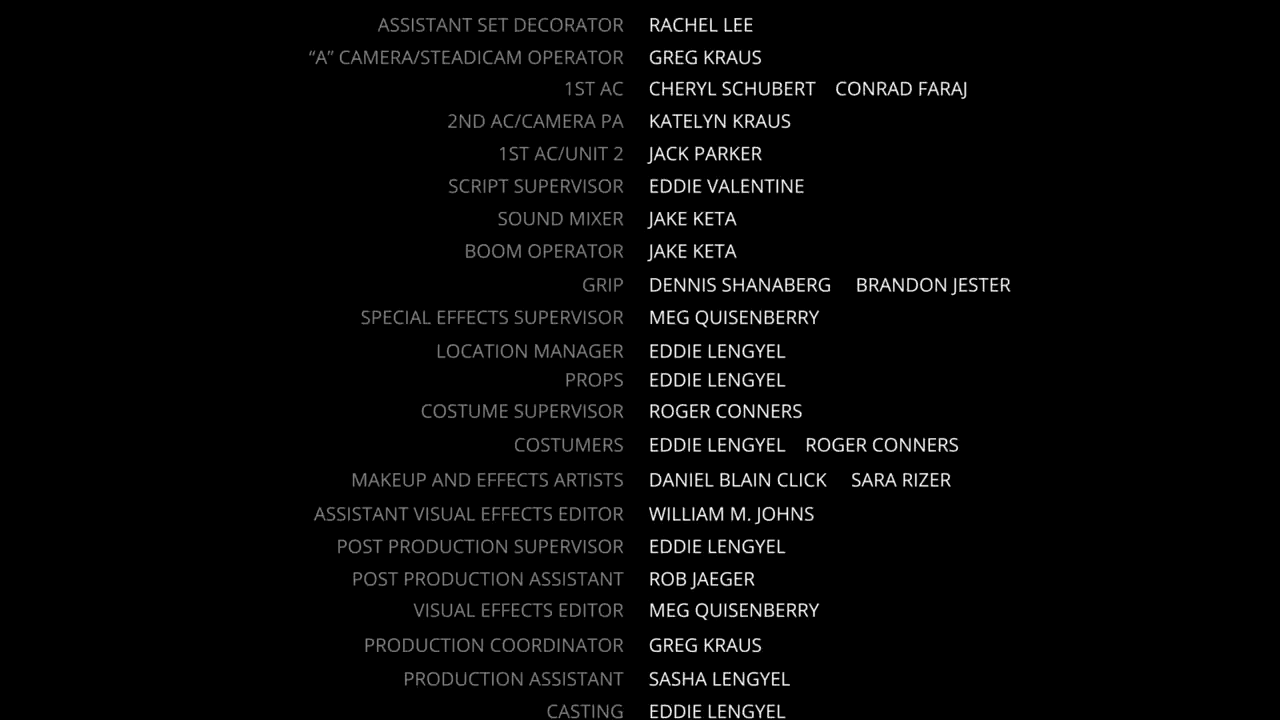 ASSISTANT SET DECORATOR RACHEL LEE
“A” CAMERA/STEADICAM OPERATOR GREG KRAUS
1ST AC CHERYL SCHUBERT CONRAD FARAJ
2ND AC/CAMERA PA KATELYN KRAUS
1ST AC/UNIT 2 JACK PARKER
SCRIPT SUPERVISOR EDDIE VALENTINE
SOUND MIXER JAKE KETA
BOOM OPERATOR JAKE KETA
GRIP DENNIS SHANABERG BRANDON JESTER
SPECIAL EFFECTS SUPERVISOR MEG QUISENBERRY
LOCATION MANAGER EDDIE LENGYEL
PROPS EDDIE LENGYEL
COSTUME SUPERVISOR ROGER CONNERS
COSTUMERS EDDIE LENGYEL ROGER CONNERS
MAKEUP AND EFFECTS ARTISTS DANIEL BLAIN CLICK SARA RIZER
ASSISTANT VISUAL EFFECTS EDITOR WILLIAM M. JOHNS
POST PRODUCTION SUPERVISOR EDDIE LENGYEL
POST PRODUCTION ASSISTANT ROB JAEGER
VISUAL EFFECTS EDITOR MEG QUISENBERRY
PRODUCTION COORDINATOR GREG KRAUS
PRODUCTION ASSISTANT SASHA LENGYEL
CASTING EDDIE LENGYEL